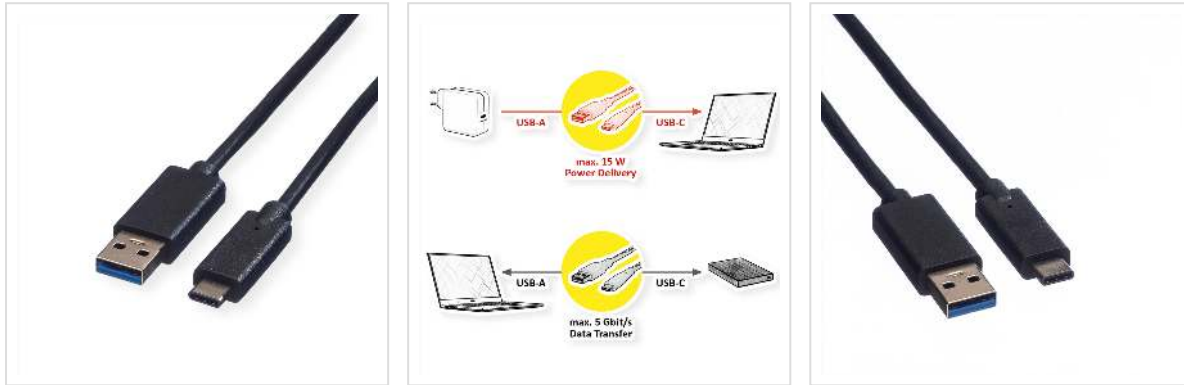 USB-A
USB-C
max. 15 W
Power Delivery
USB-A
USB-C
max. 5 Gbit/s
Data Transfer